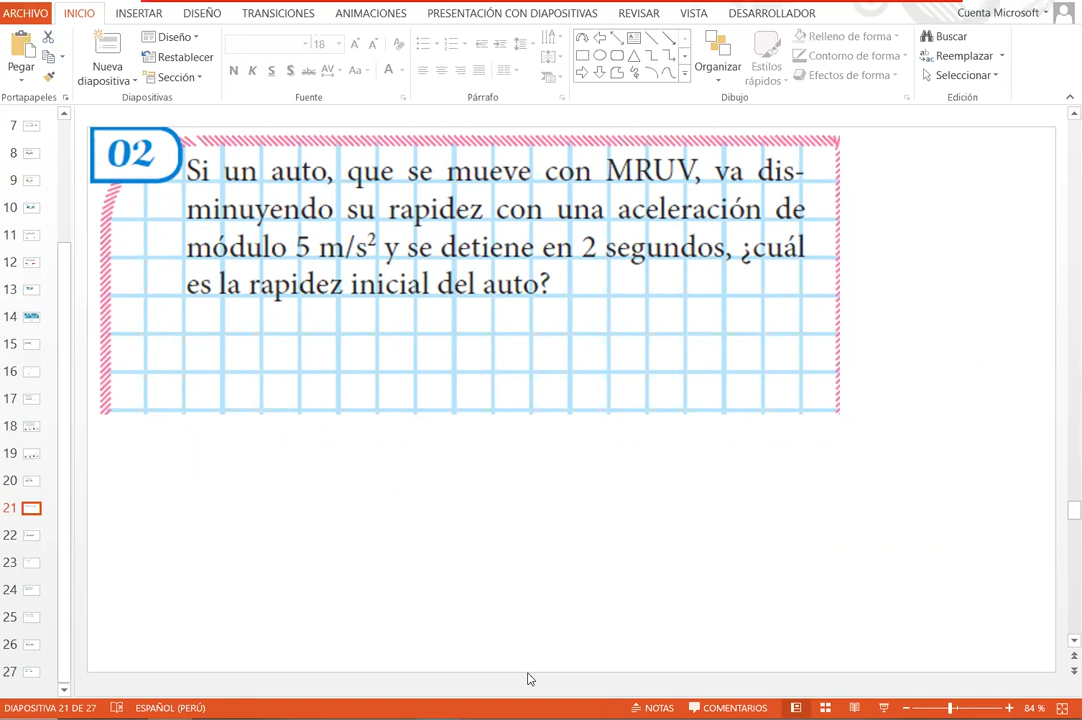 ARCHIVO INICIO INSERTAR DISEÑO TRANSICIONES ANIMACIONES PRESENTACIÓN CON DIAPOSITIVAS REVISAR VISTA DESARROLLADOR Cuenta Microsoft
Pegar
Nueva diapositiva
Diseño
Restablecer
Sección
18
N K S S abc AV Aa A
Organizar
Estilos rápidos
Relleno de forma
Contorno de forma
Efectos de forma
Buscar
Reemplazar
Seleccionar
Portapapeles Diapositivas Fuente Párrafo Dibujo Edición
7
8
9
10
11
12
13
14
15
16
17
18
19
20
21
22
23
24
25
26
27
02
Si un auto, que se mueve con MRUV, va dis-
minuyendo su rapidez con una aceleración de
módulo 5 m/s² y se detiene en 2 segundos, ¿cuál
es la rapidez inicial del auto?
DIAPOSITIVA 21 DE 27 ESPAÑOL (PERÚ) NOTAS COMENTARIOS 84 %